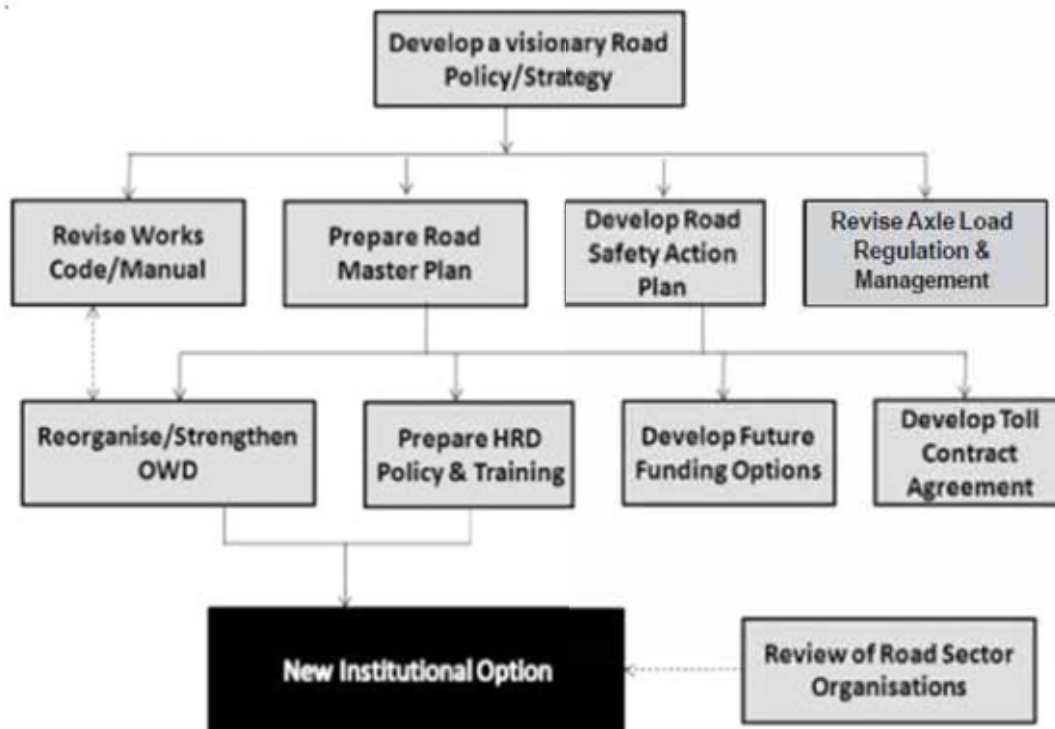 Develop a visionary Road
Policy/Strategy
Revise Works
Code/Manual
Prepare Road
Master Plan
Develop Road
Safety Action
Plan
Revise Axle Load
Regulation &
Management
Reorganise/Strengthen
OWD
Prepare HRD
Policy & Training
Develop Future
Funding Options
Develop Toll
Contract
Agreement
New Institutional Option
Review of Road Sector
Organisations